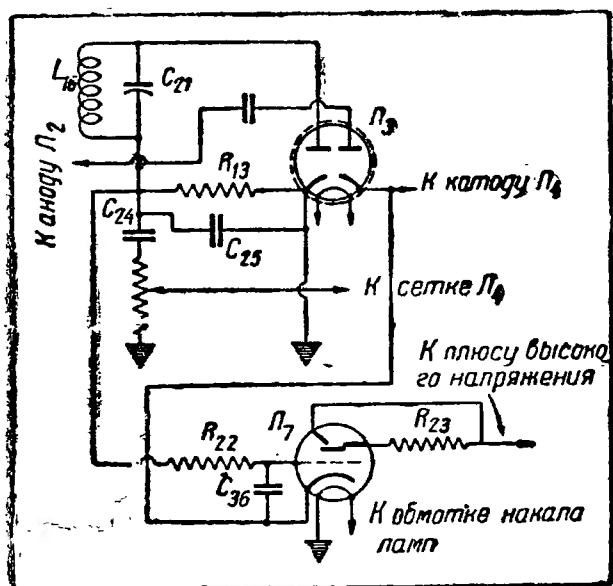 L₁₆
C₂₁
Л₃
К аноду Л₂
R₁₃
К катоду Л₄
C₂₄
C₂₅
К сетке Л₄
К плюсу высоко
го напряжения
R₂₂
Л₇
R₂₃
C₃₆
К обмотке накала
ламп